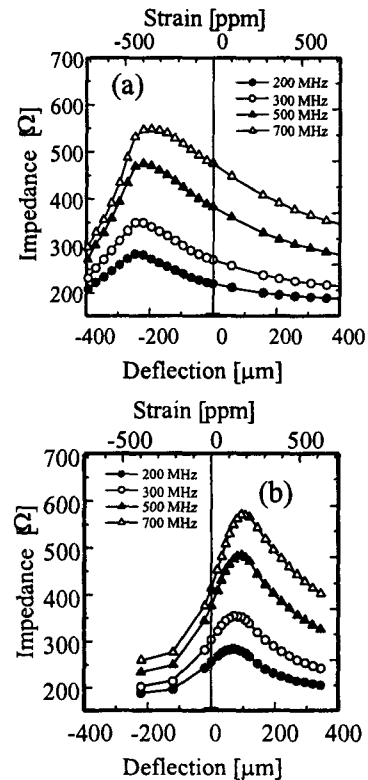 Strain [ppm]
-500 0 500
700
600
500
400
300
200
Impedance [Ω]
(a)
200 MHz
300 MHz
500 MHz
700 MHz
-400 -200 0 200 400
Deflection [μm]
Strain [ppm]
-500 0 500
700
600
500
400
300
200
Impedance [Ω]
(b)
200 MHz
300 MHz
500 MHz
700 MHz
-400 -200 0 200 400
Deflection [μm]